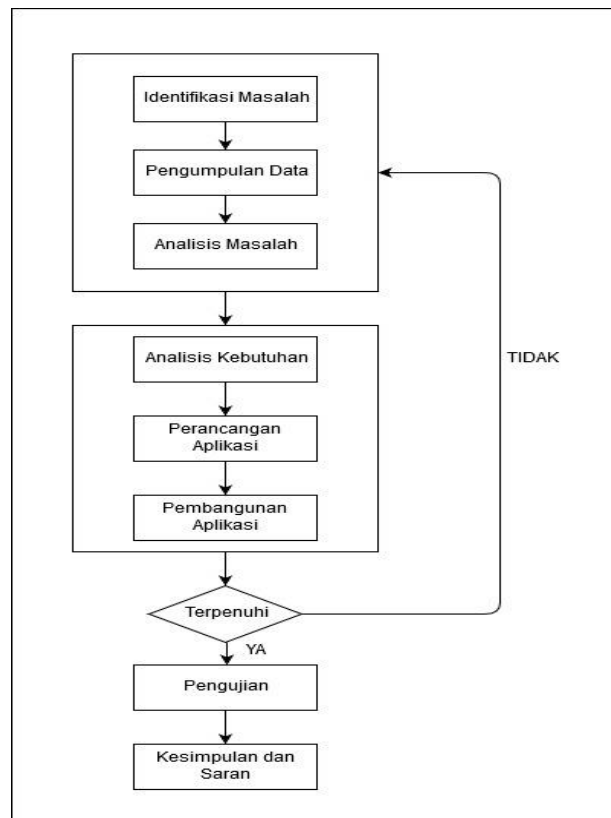 Identifikasi Masalah
Pengumpulan Data
Analisis Masalah
Analisis Kebutuhan
TIDAK
Perancangan
Aplikasi
Pembangunan
Aplikasi
Terpenuhi
YA
Pengujian
Kesimpulan dan
Saran